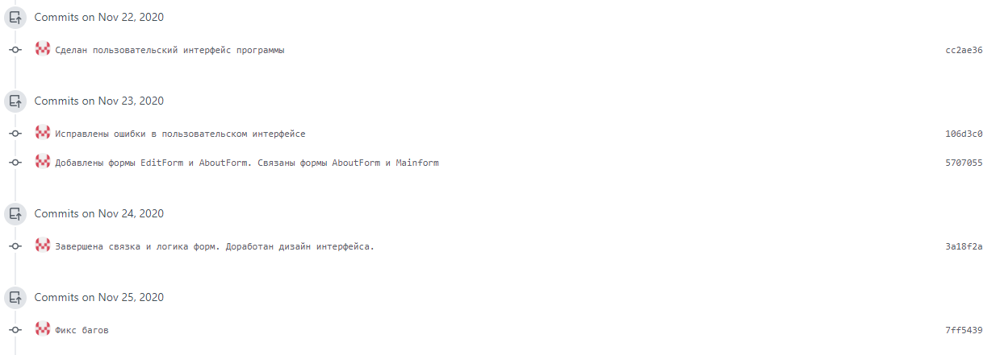 Commits on Nov 22, 2020
Сделан пользовательский интерфейс программы cc2ae36
Commits on Nov 23, 2020
Исправлены ошибки в пользовательском интерфейсе 106d3c0
Добавлены формы EditForm и AboutForm. Связаны формы AboutForm и Mainform 5707055
Commits on Nov 24, 2020
Завершена связка и логика форм. Доработан дизайн интерфейса. 3a18f2a
Commits on Nov 25, 2020
Фикс багов 7ff5439